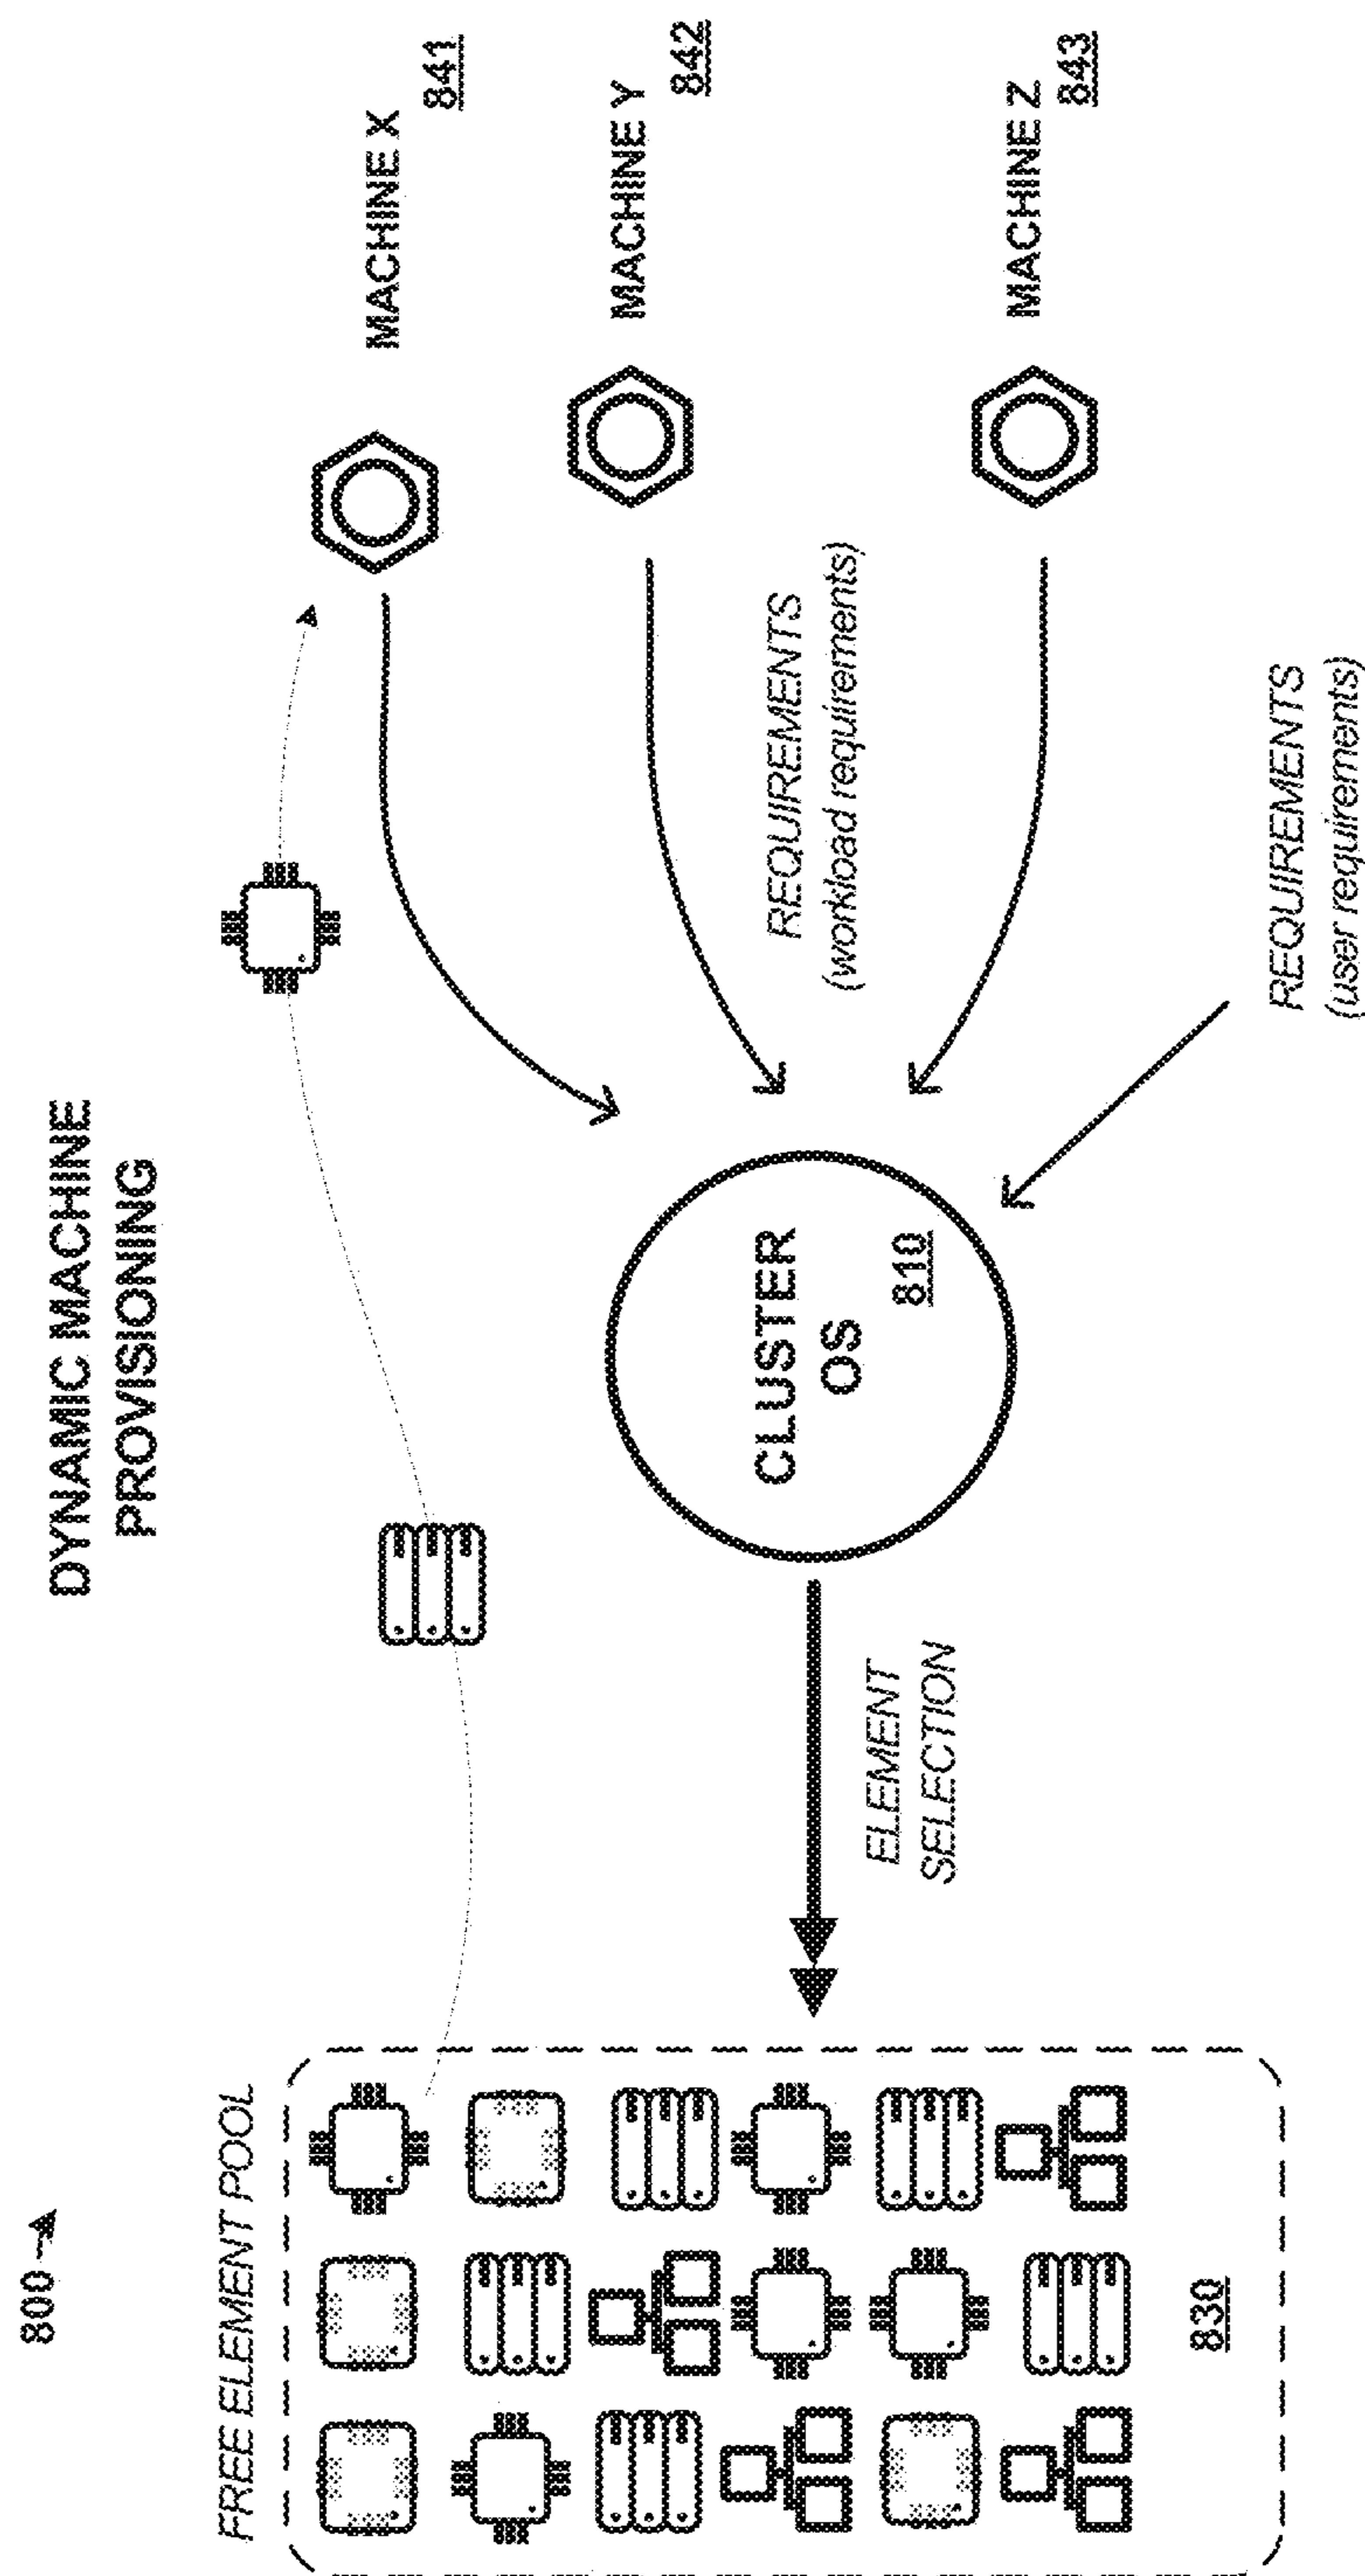 800
DYNAMIC MACHINE
PROVISIONING
FREE ELEMENT POOL
830
ELEMENT
SELECTION
CLUSTER
OS
810
MACHINE X
841
MACHINE Y
842
REQUIREMENTS
(workload requirements)
MACHINE Z
843
REQUIREMENTS
(user requirements)